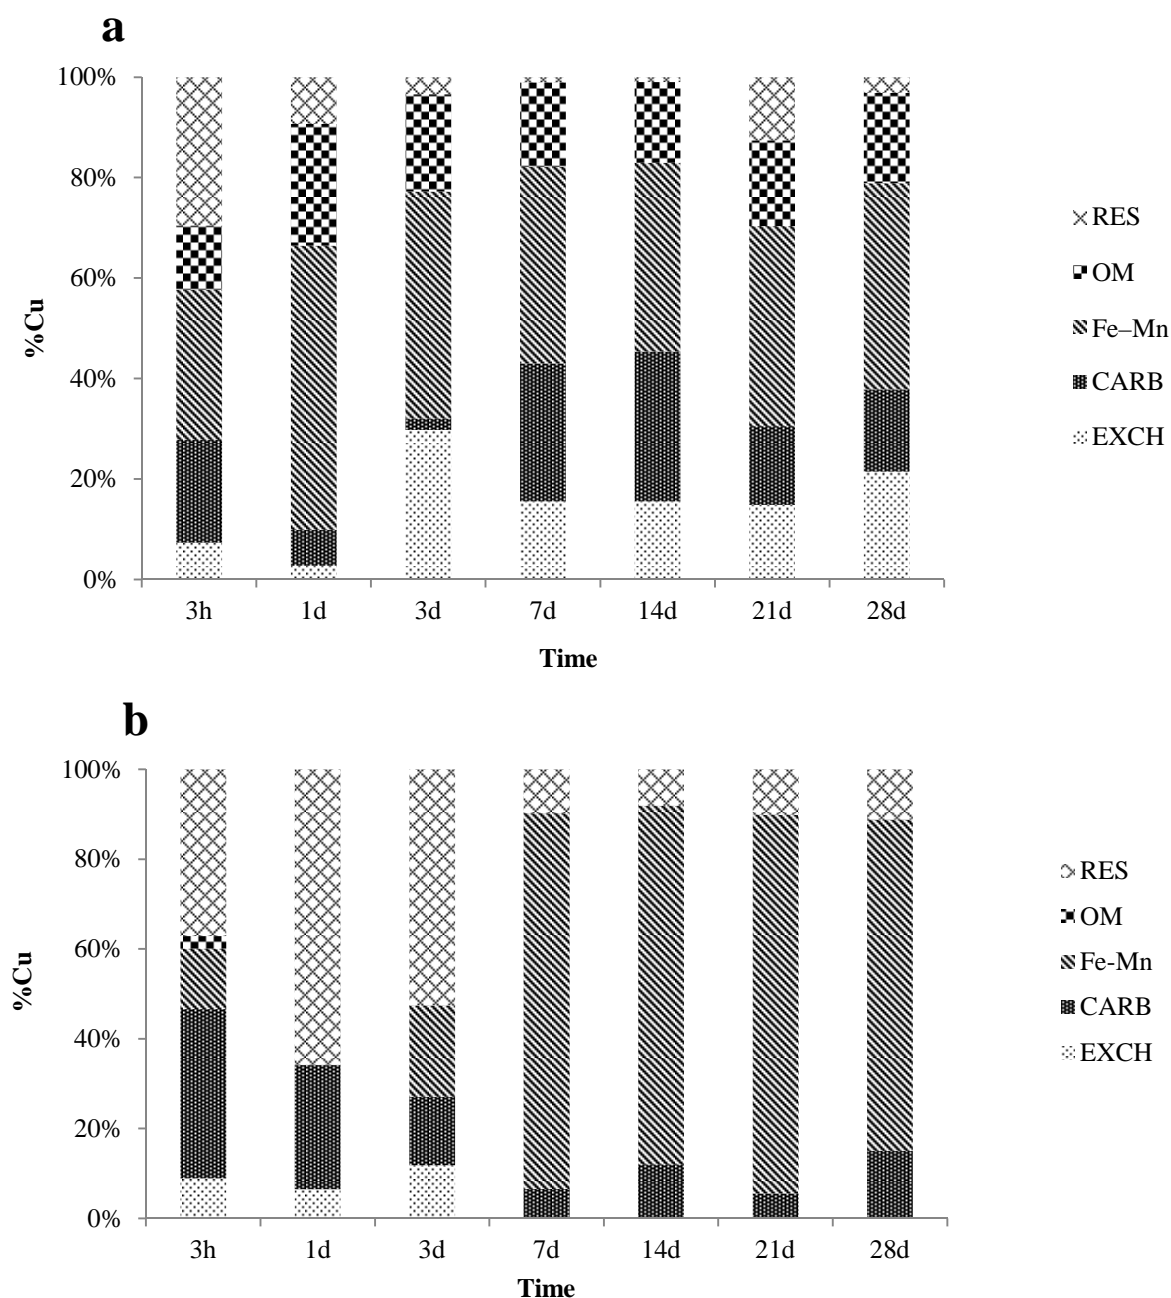 a
100%
80%
60%
40%
20%
0%
%Cu
3h 1d 3d 7d 14d 21d 28d
Time
RES
OM
Fe–Mn
CARB
EXCH
b
100%
80%
60%
40%
20%
0%
%Cu
3h 1d 3d 7d 14d 21d 28d
Time
RES
OM
Fe-Mn
CARB
EXCH